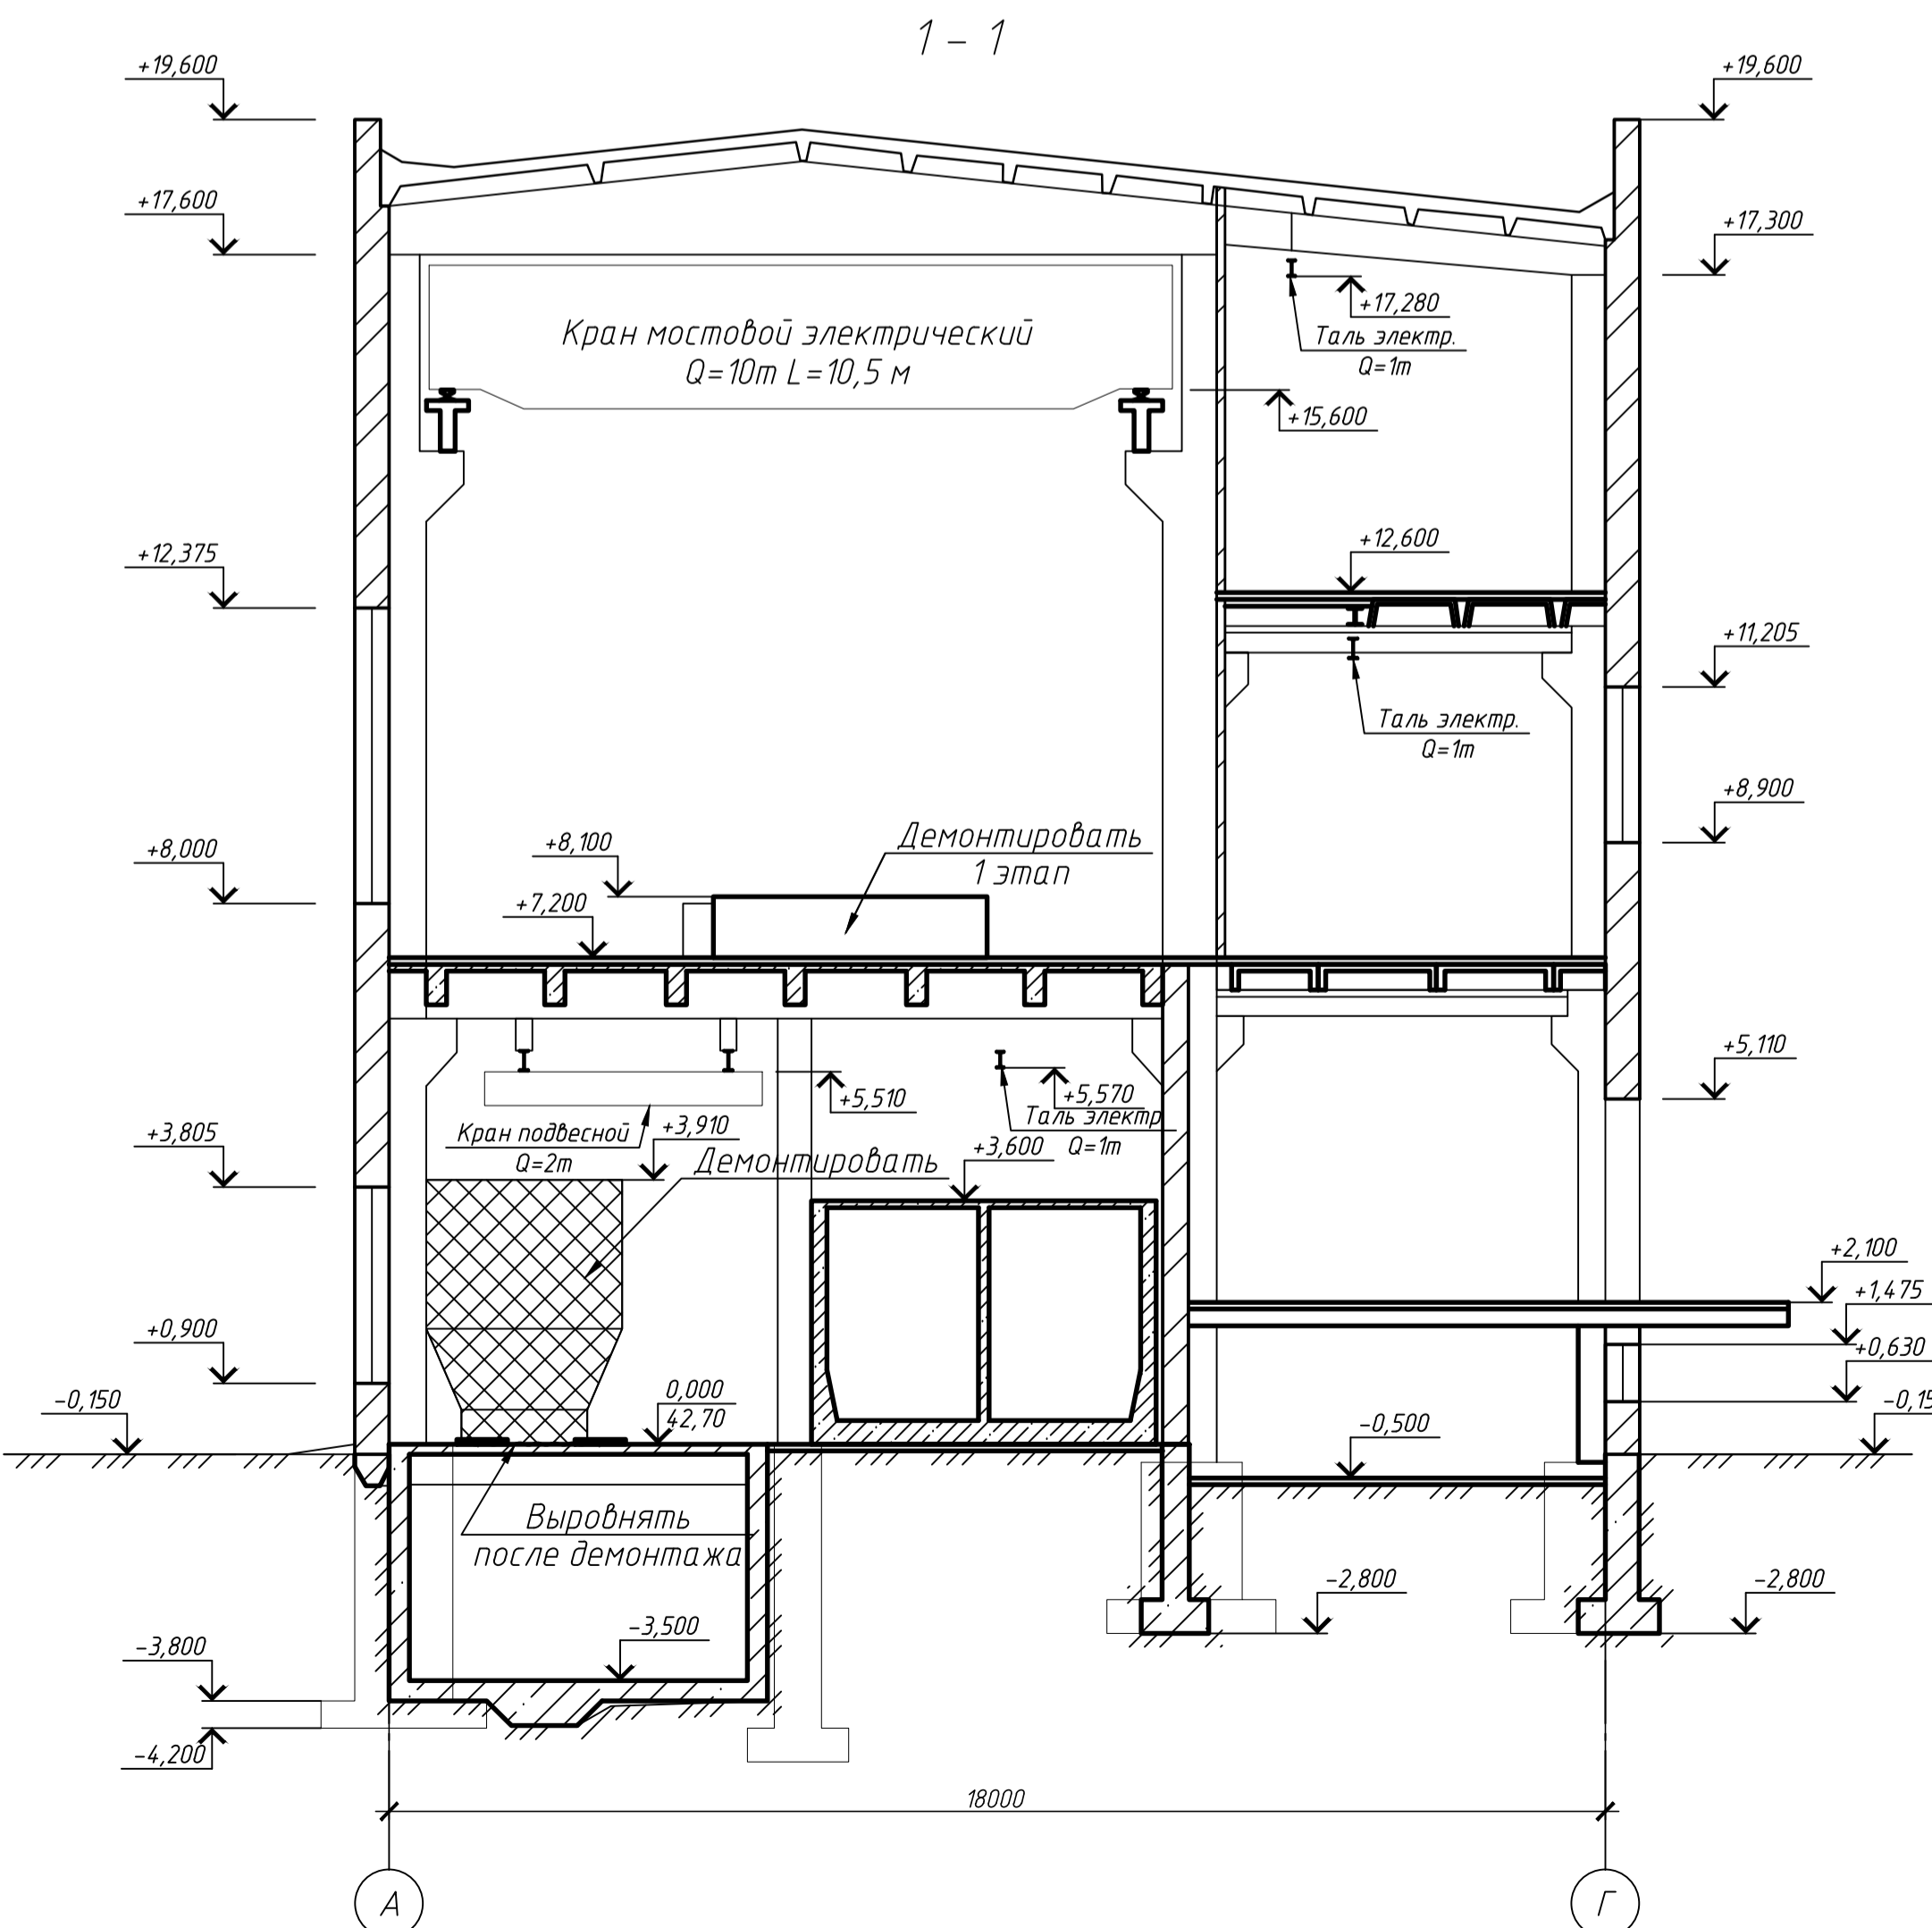 1 - 1
+19,600
+19,600
+17,600
+17,300
+17,280
Таль электр.
Q=1т
Кран мостовой электрический
Q=10т L=10,5 м
+15,600
+12,375
+12,600
+11,205
Таль электр.
Q=1т
+8,900
+8,000
+8,100
Демонтировать
1 этап
+7,200
+5,110
+5,510
+5,570
Таль электр
Q=1т
+3,805
Кран подвесной
Q=2т
+3,910
Демонтировать
+3,600
+2,100
+1,475
+0,900
+0,630
-0,150
0,000
42,70
-0,500
-0,15
Выровнять
после демонтажа
-2,800
-2,800
-3,500
-3,800
-4,200
18000
А
Г